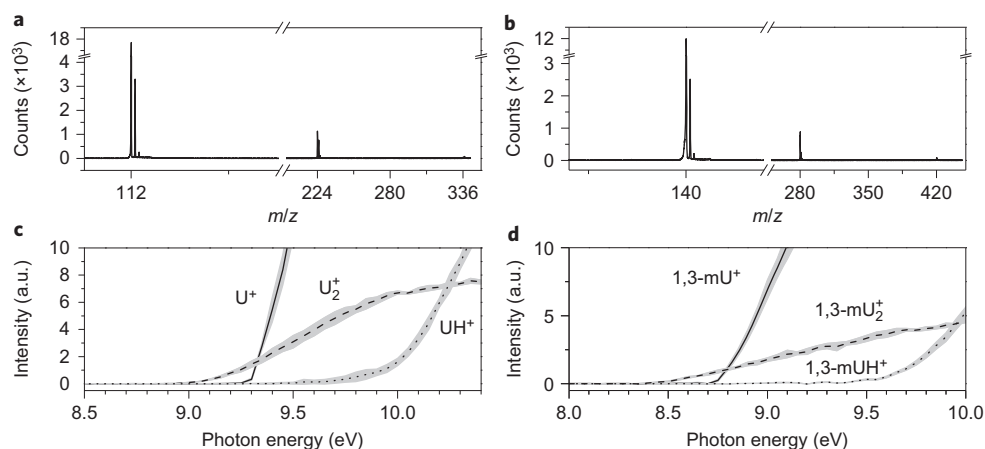 a
18
4
3
2
1
0
Counts (×10³)
112
224
280
336
m/z
b
12
4
3
2
1
0
Counts (×10³)
140
280
350
420
m/z
c
10
8
6
4
2
0
Intensity (a.u.)
U⁺
U₂⁺
UH⁺
8.5
9.0
9.5
10.0
Photon energy (eV)
d
10
5
0
Intensity (a.u.)
1,3-mU⁺
1,3-mU₂⁺
1,3-mUH⁺
8.0
8.5
9.0
9.5
10.0
Photon energy (eV)